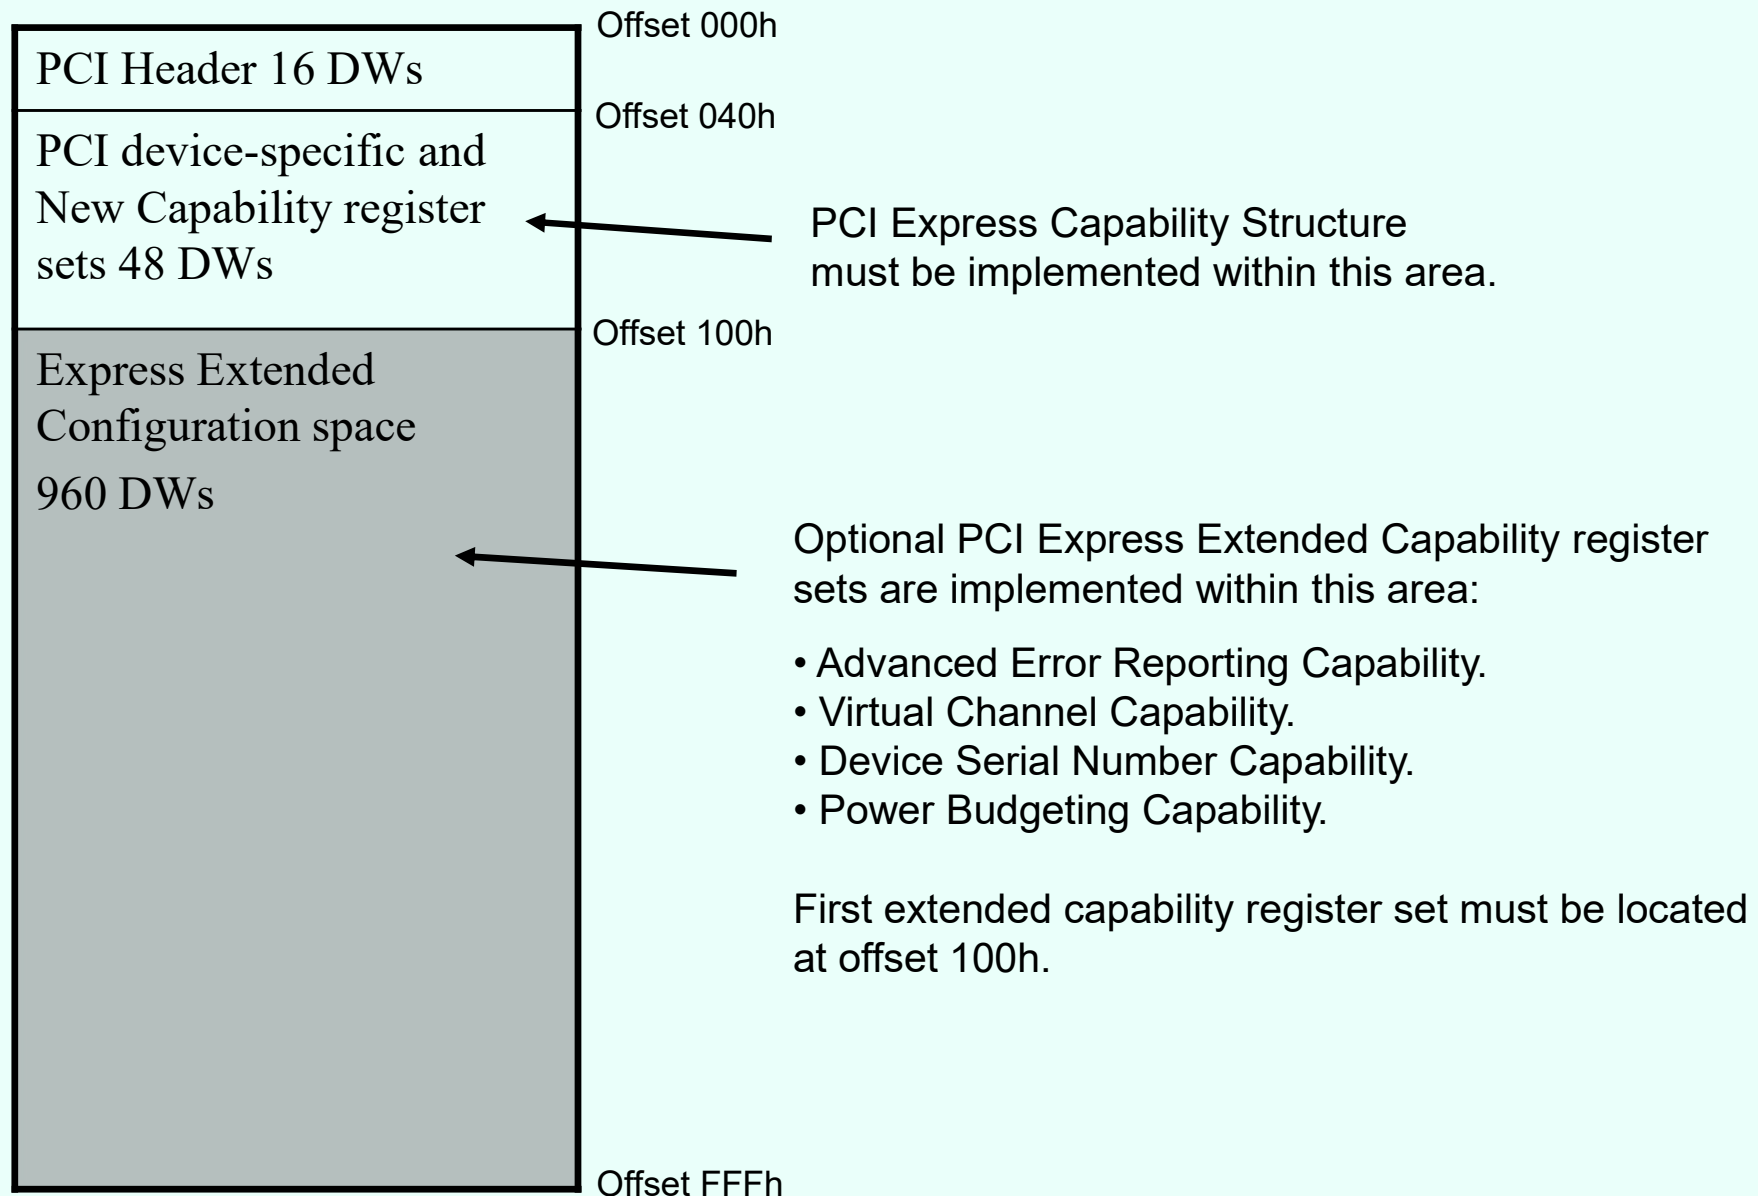 Offset 000h
PCI Header 16 DWs
Offset 040h
PCI device-specific and
New Capability register
sets 48 DWs
PCI Express Capability Structure
must be implemented within this area.
Offset 100h
Express Extended
Configuration space
960 DWs
Optional PCI Express Extended Capability register
sets are implemented within this area:
• Advanced Error Reporting Capability.
• Virtual Channel Capability.
• Device Serial Number Capability.
• Power Budgeting Capability.
First extended capability register set must be located
at offset 100h.
Offset FFFh